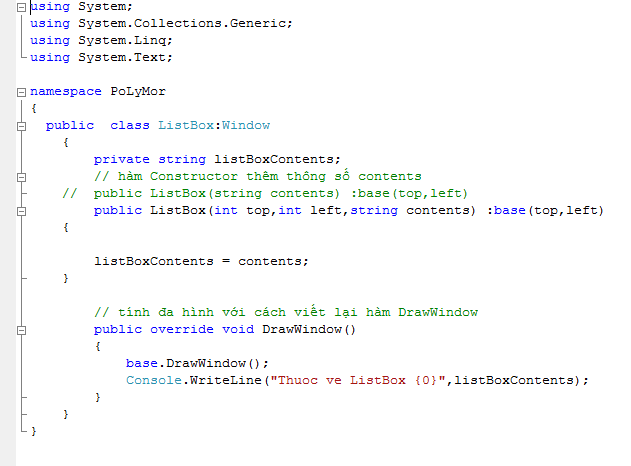 using System;
using System.Collections.Generic;
using System.Linq;
using System.Text;
namespace PoLyMor
{
public  class ListBox:Window
{
private string listBoxContents;
// hàm Constructor thêm thông số contents
//  public ListBox(string contents) :base(top,left)
public ListBox(int top,int left,string contents) :base(top,left)
{
listBoxContents = contents;
}
// tính đa hình với cách viết lại hàm DrawWindow
public override void DrawWindow()
{
base.DrawWindow();
Console.WriteLine("Thuoc ve ListBox {0}",listBoxContents);
}
}
}